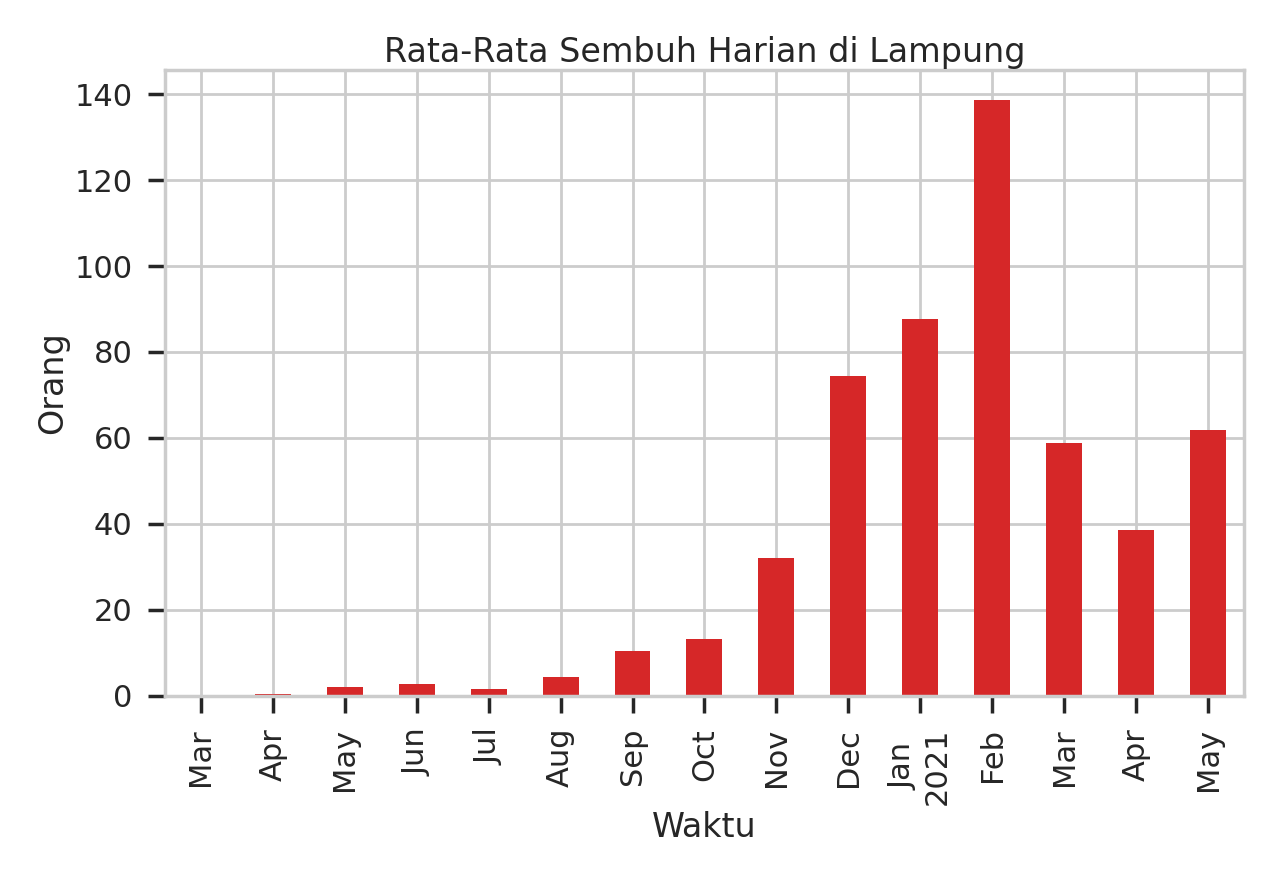 Rata-Rata Sembuh Harian di Lampung
140
120
100
80
60
40
20
0
Orang
Mar
Apr
May
Jun
Jul
Aug
Sep
Oct
Nov
Dec
Jan
2021
Feb
Mar
Apr
May
Waktu